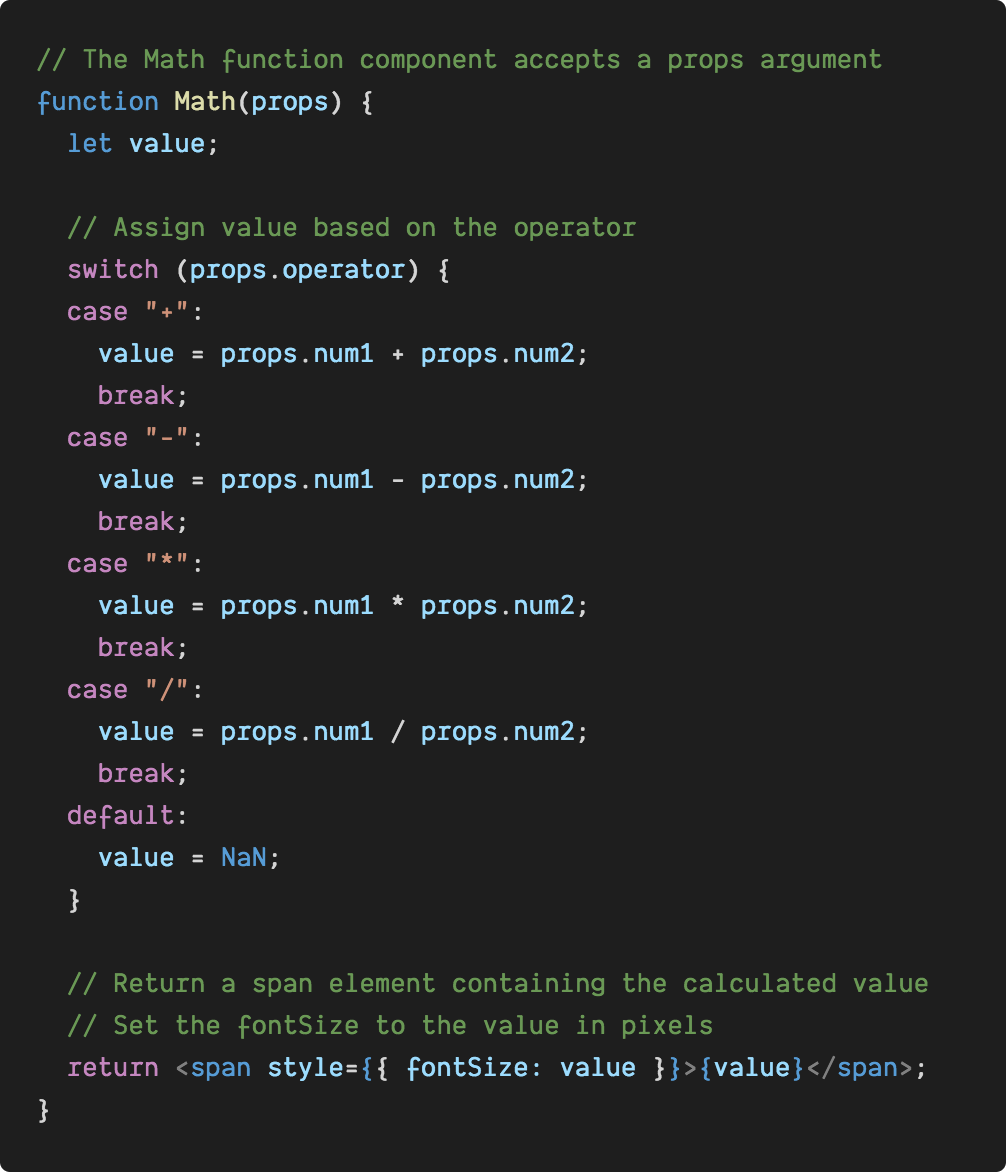 // The Math function component accepts a props argument
function Math(props) {
  let value;

  // Assign value based on the operator
  switch (props.operator) {
  case "+":
    value = props.num1 + props.num2;
    break;
  case "-":
    value = props.num1 - props.num2;
    break;
  case "*":
    value = props.num1 * props.num2;
    break;
  case "/":
    value = props.num1 / props.num2;
    break;
  default:
    value = NaN;
  }

  // Return a span element containing the calculated value
  // Set the fontSize to the value in pixels
  return <span style={{ fontSize: value }}>{value}</span>;
}